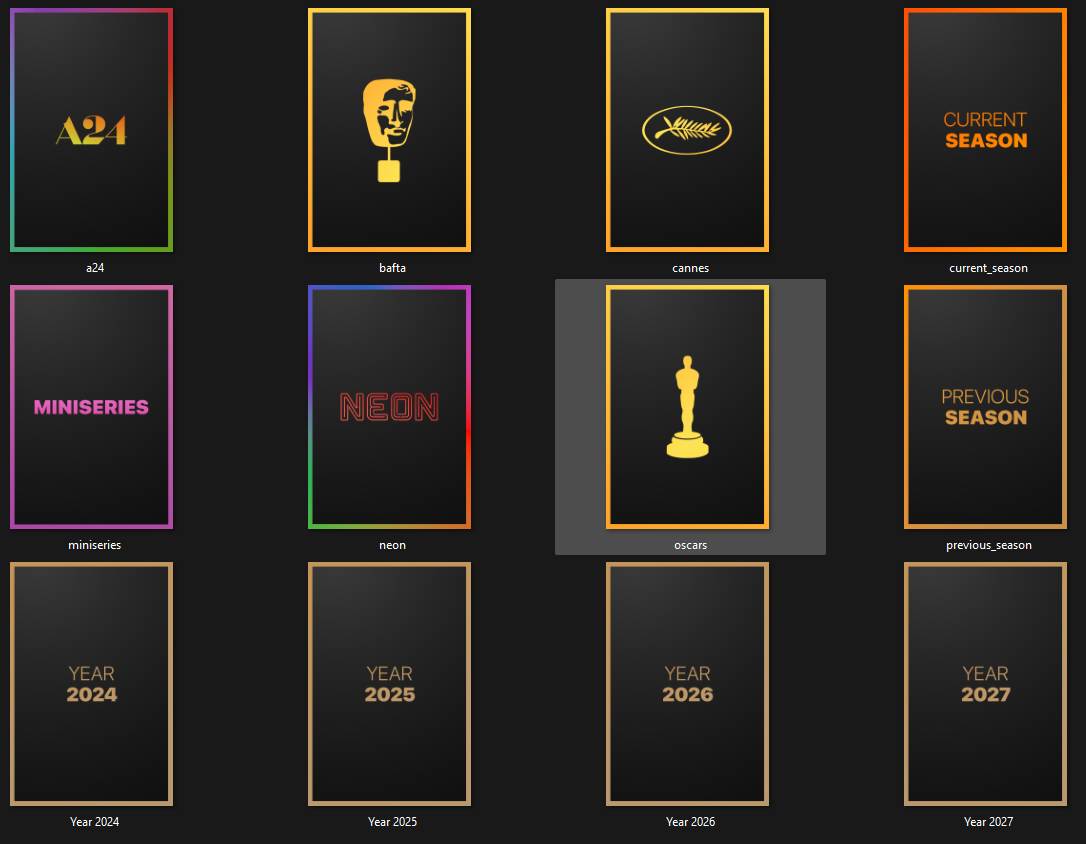 A24
CURRENT
SEASON
a24
bafta
cannes
current_season
MINISERIES
NEON
PREVIOUS
SEASON
miniseries
neon
oscars
previous_season
YEAR
2024
YEAR
2025
YEAR
2026
YEAR
2027
Year 2024
Year 2025
Year 2026
Year 2027